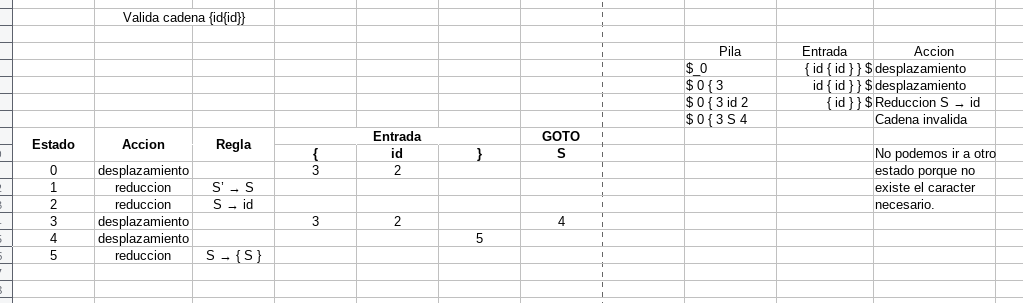 Valida cadena {id{id}}
Pila Entrada Accion
$_0 { id { id } } $ desplazamiento
$ 0 { 3 id { id } } $ desplazamiento
$ 0 { 3 id 2 { id } } $ Reduccion S → id
$ 0 { 3 S 4 Cadena invalida
Estado Accion Regla Entrada GOTO
{ id } S
0 desplazamiento 3 2
1 reduccion S' → S
2 reduccion S → id
3 desplazamiento 3 2 4
4 desplazamiento 5
5 reduccion S → { S }
No podemos ir a otro
estado porque no
existe el caracter
necesario.